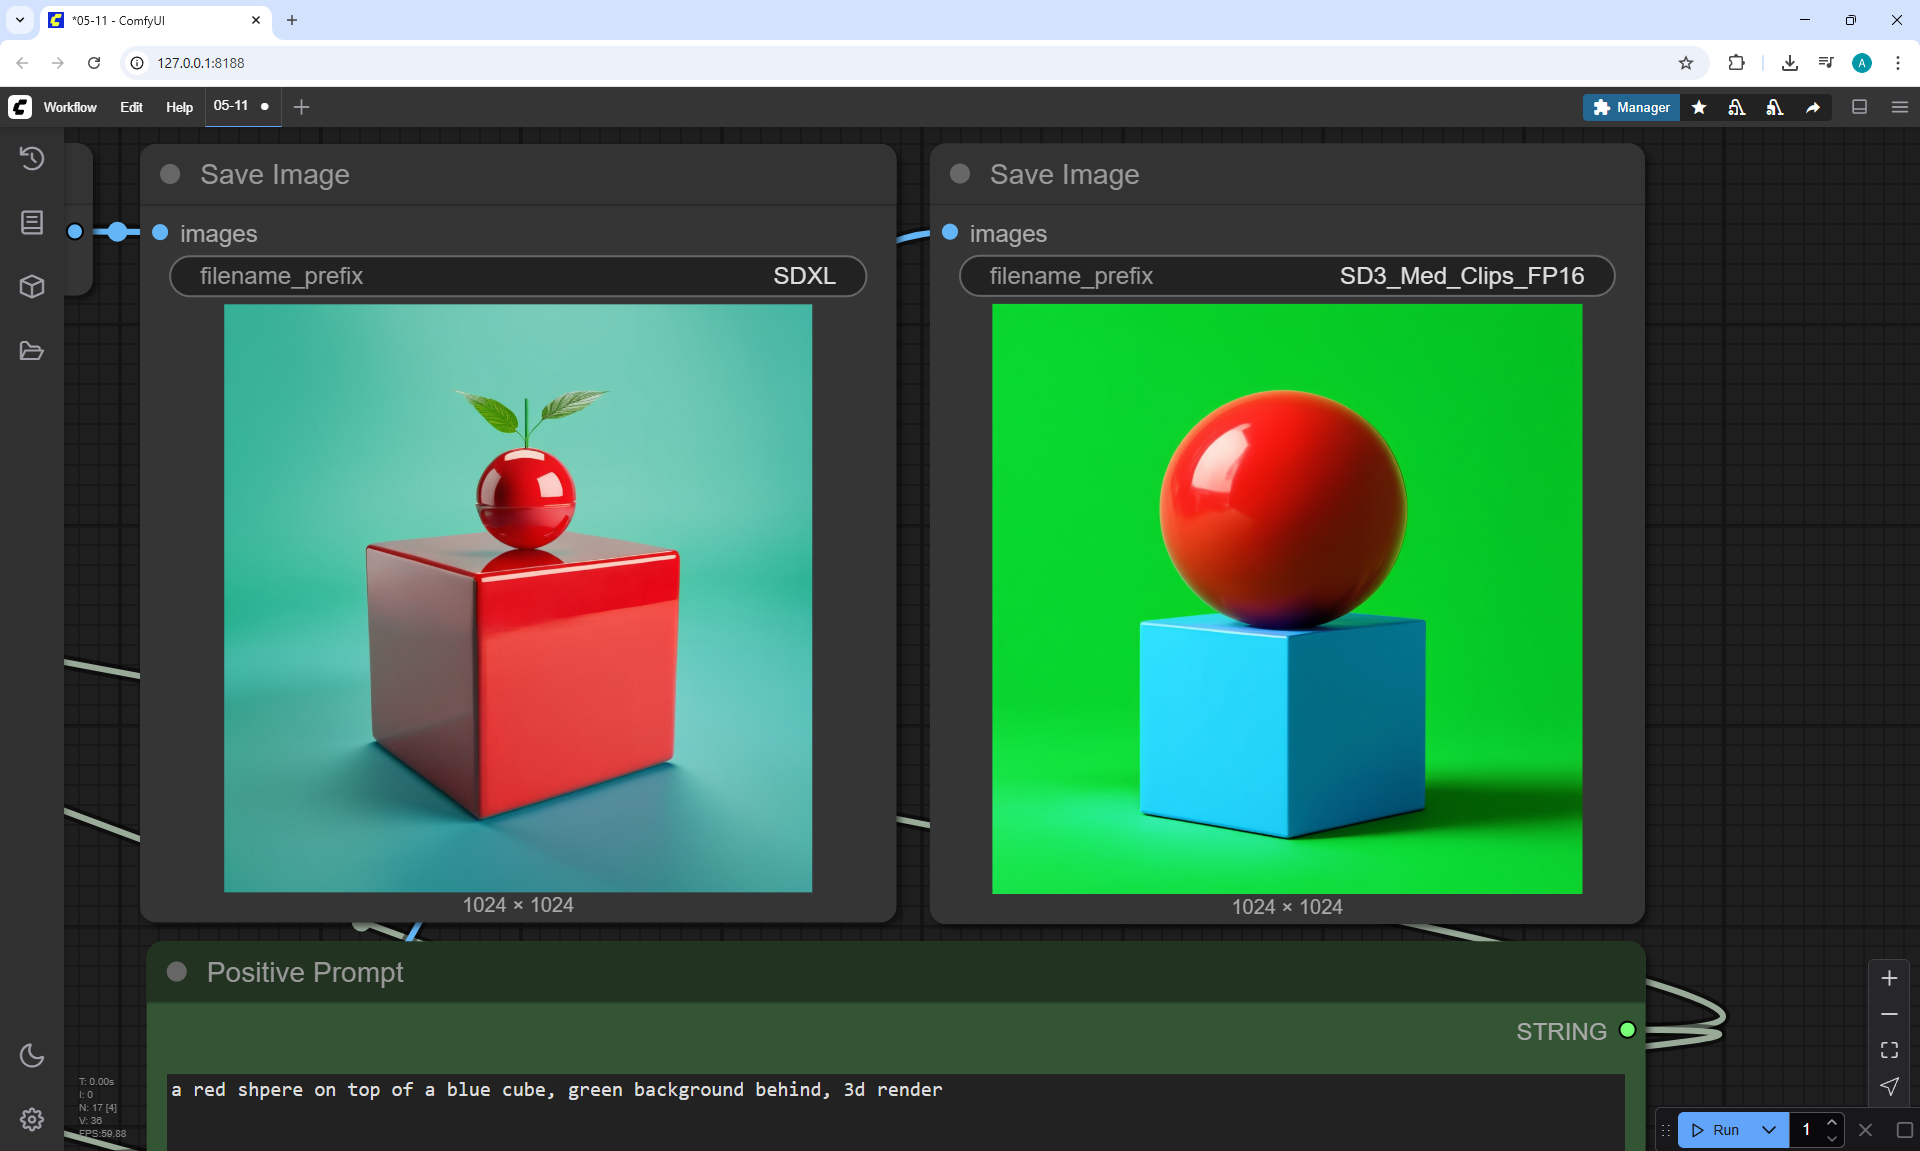 *05-11 - ComfyUI
127.0.0.1:8188
Workflow Edit Help 05-11 Manager
Save Image
images
filename_prefix SDXL
1024 × 1024
Save Image
images
filename_prefix SD3_Med_Clips_FP16
1024 × 1024
Positive Prompt
STRING
a red shpere on top of a blue cube, green background behind, 3d render
T: 0.00s
I: 0
N: 17 [4]
V: 36
FPS:59.88
Run 1
A